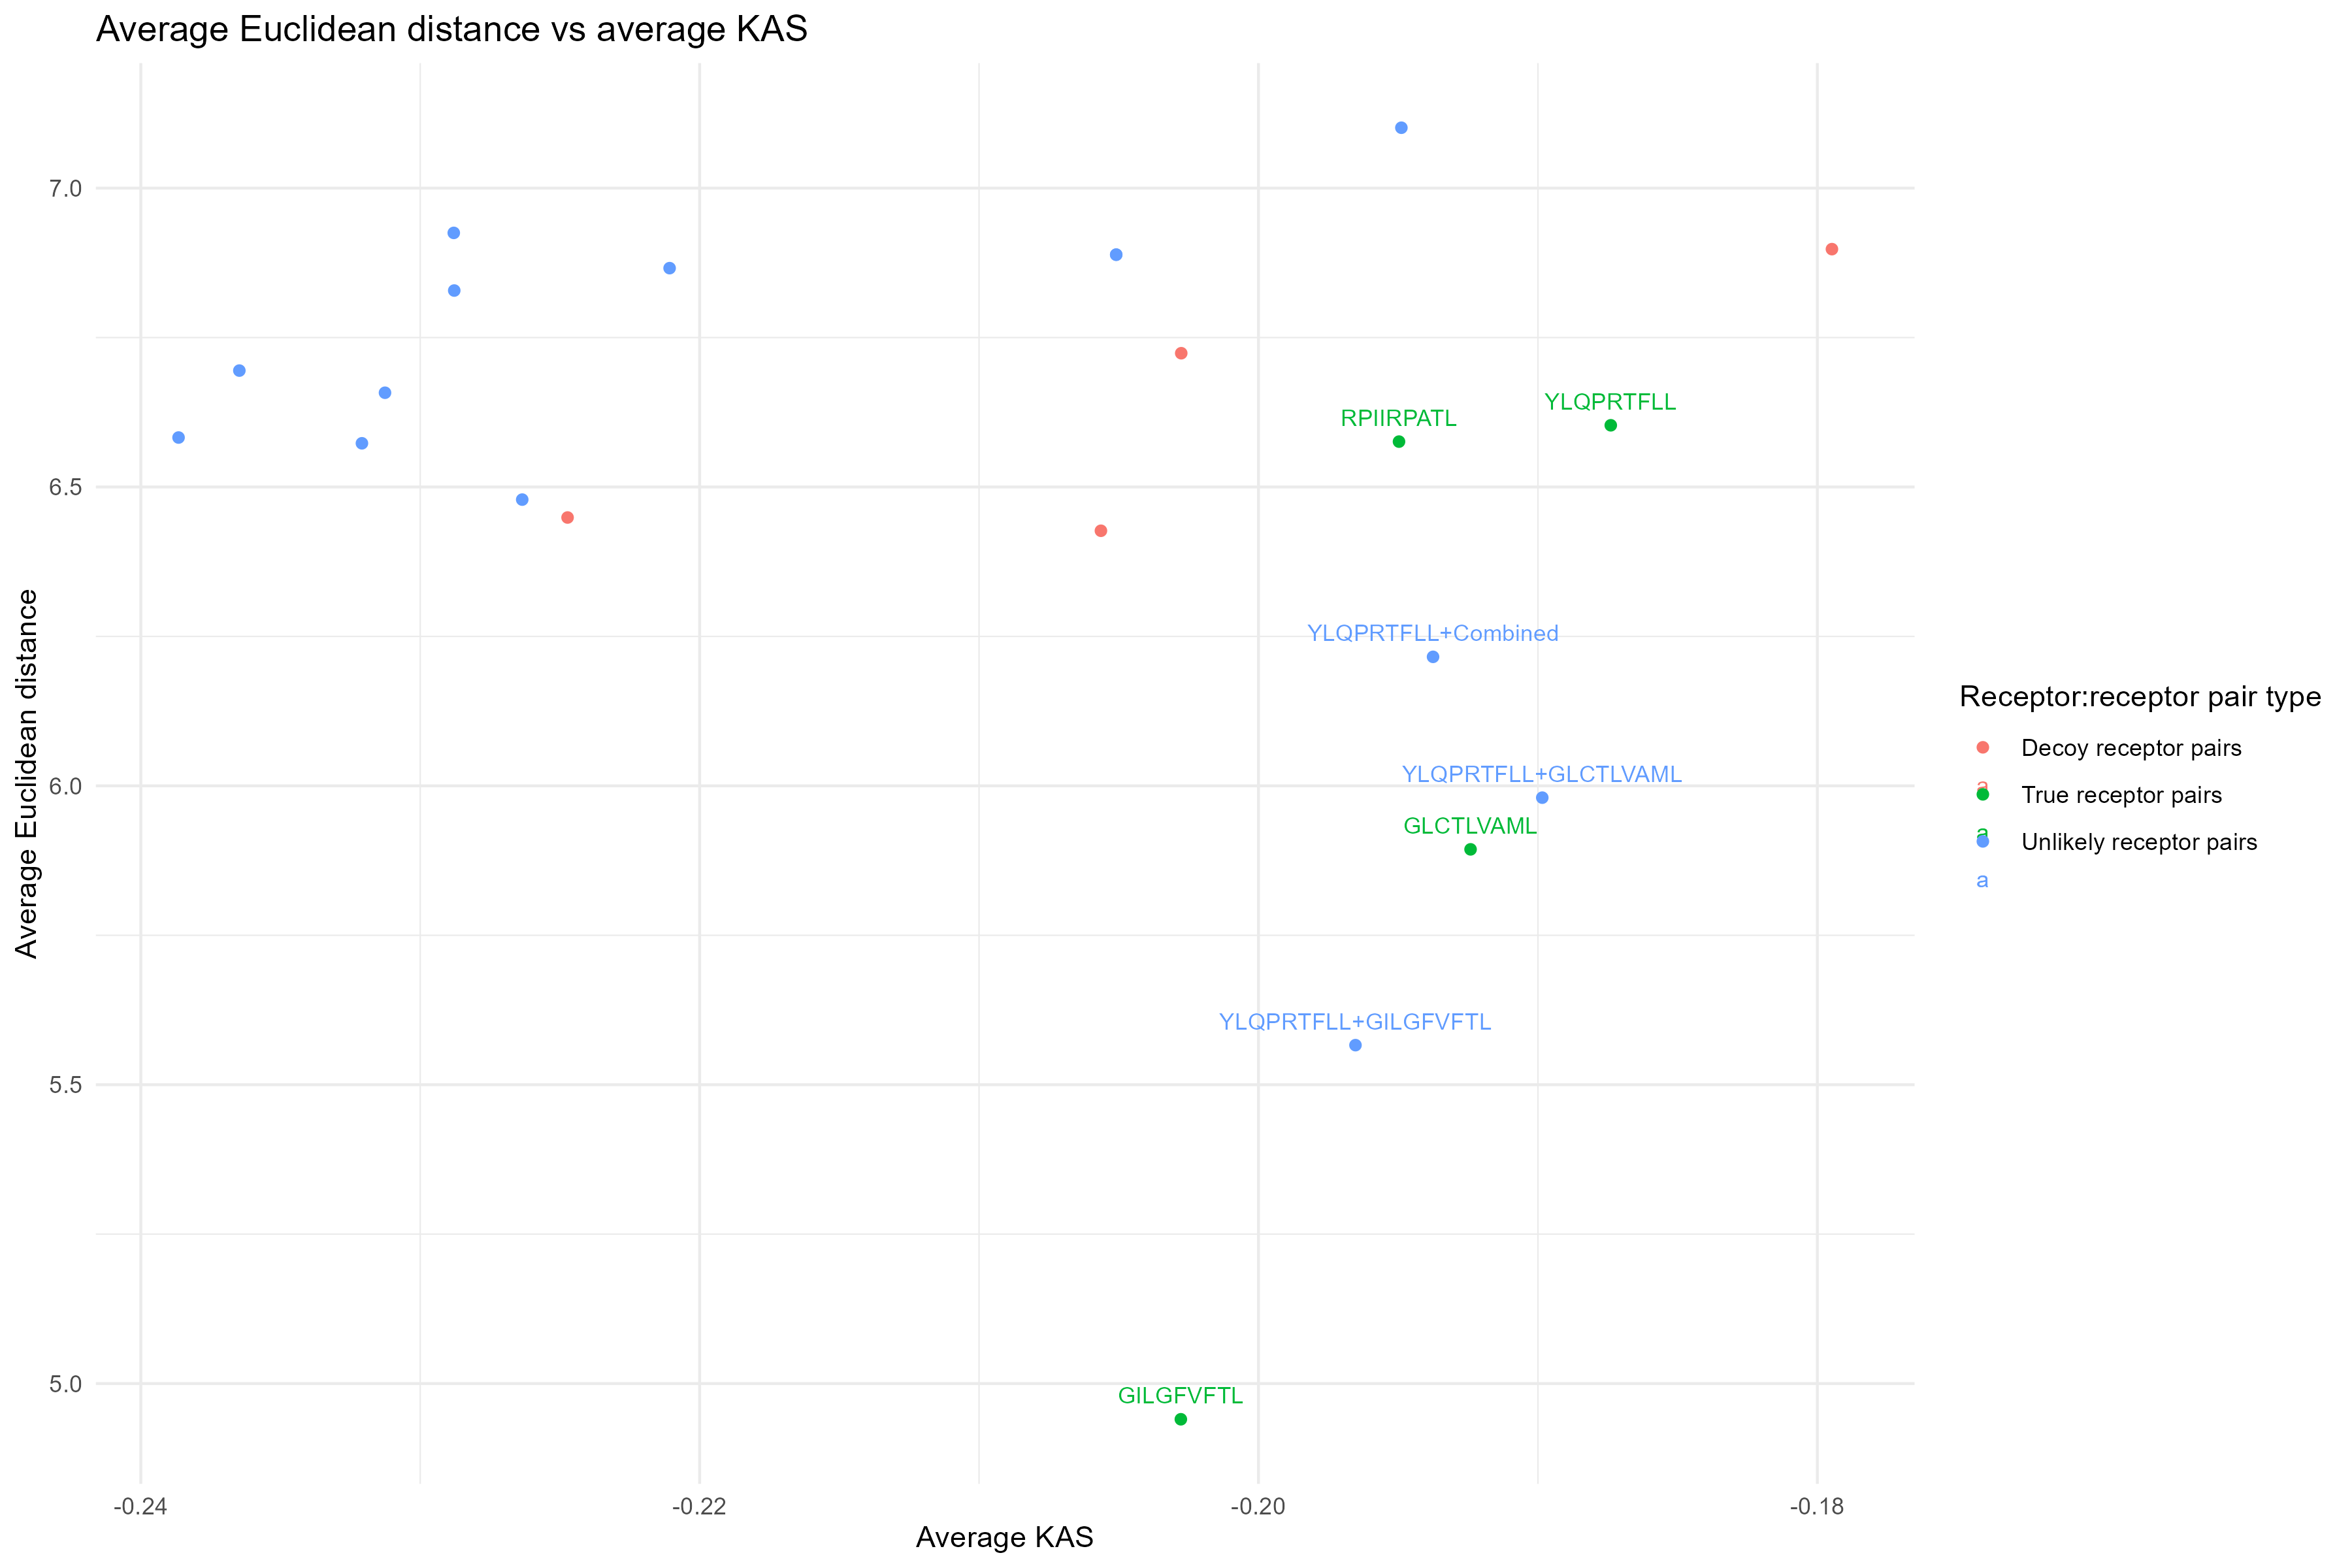 Average Euclidean distance vs average KAS
7.0
6.5
6.0
5.5
5.0
Average Euclidean distance
YLQPRTFLL
RPIIRPATL
YLQPRTFLL+Combined
YLQPRTFLL+GLCTLVAML
GLCTLVAML
YLQPRTFLL+GILGFVFTL
GILGFVFTL
-0.24
-0.22
-0.20
-0.18
Average KAS
Receptor:receptor pair type
Decoy receptor pairs
a
True receptor pairs
a
Unlikely receptor pairs
a